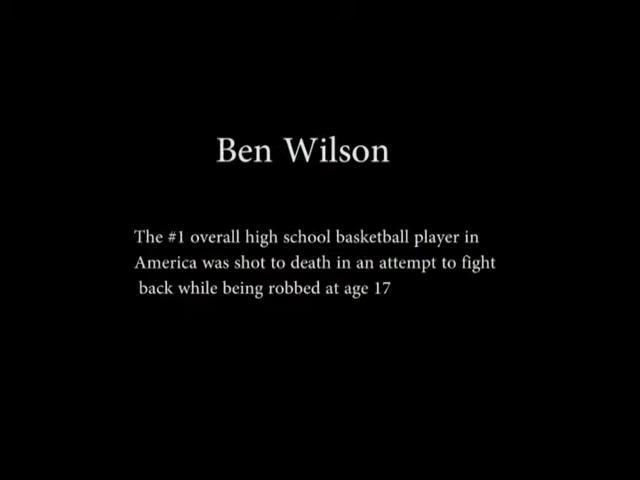 Ben Wilson
The #1 overall high school basketball player in
America was shot to death in an attempt to fight
back while being robbed at age 17